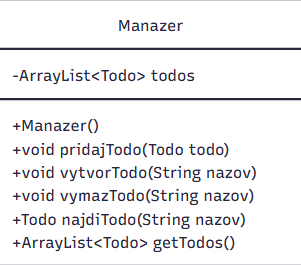 Manazer
-ArrayList<Todo> todos
+Manazer()
+void pridajTodo(Todo todo)
+void vytvorTodo(String nazov)
+void vymazTodo(String nazov)
+Todo najdiTodo(String nazov)
+ArrayList<Todo> getTodos()